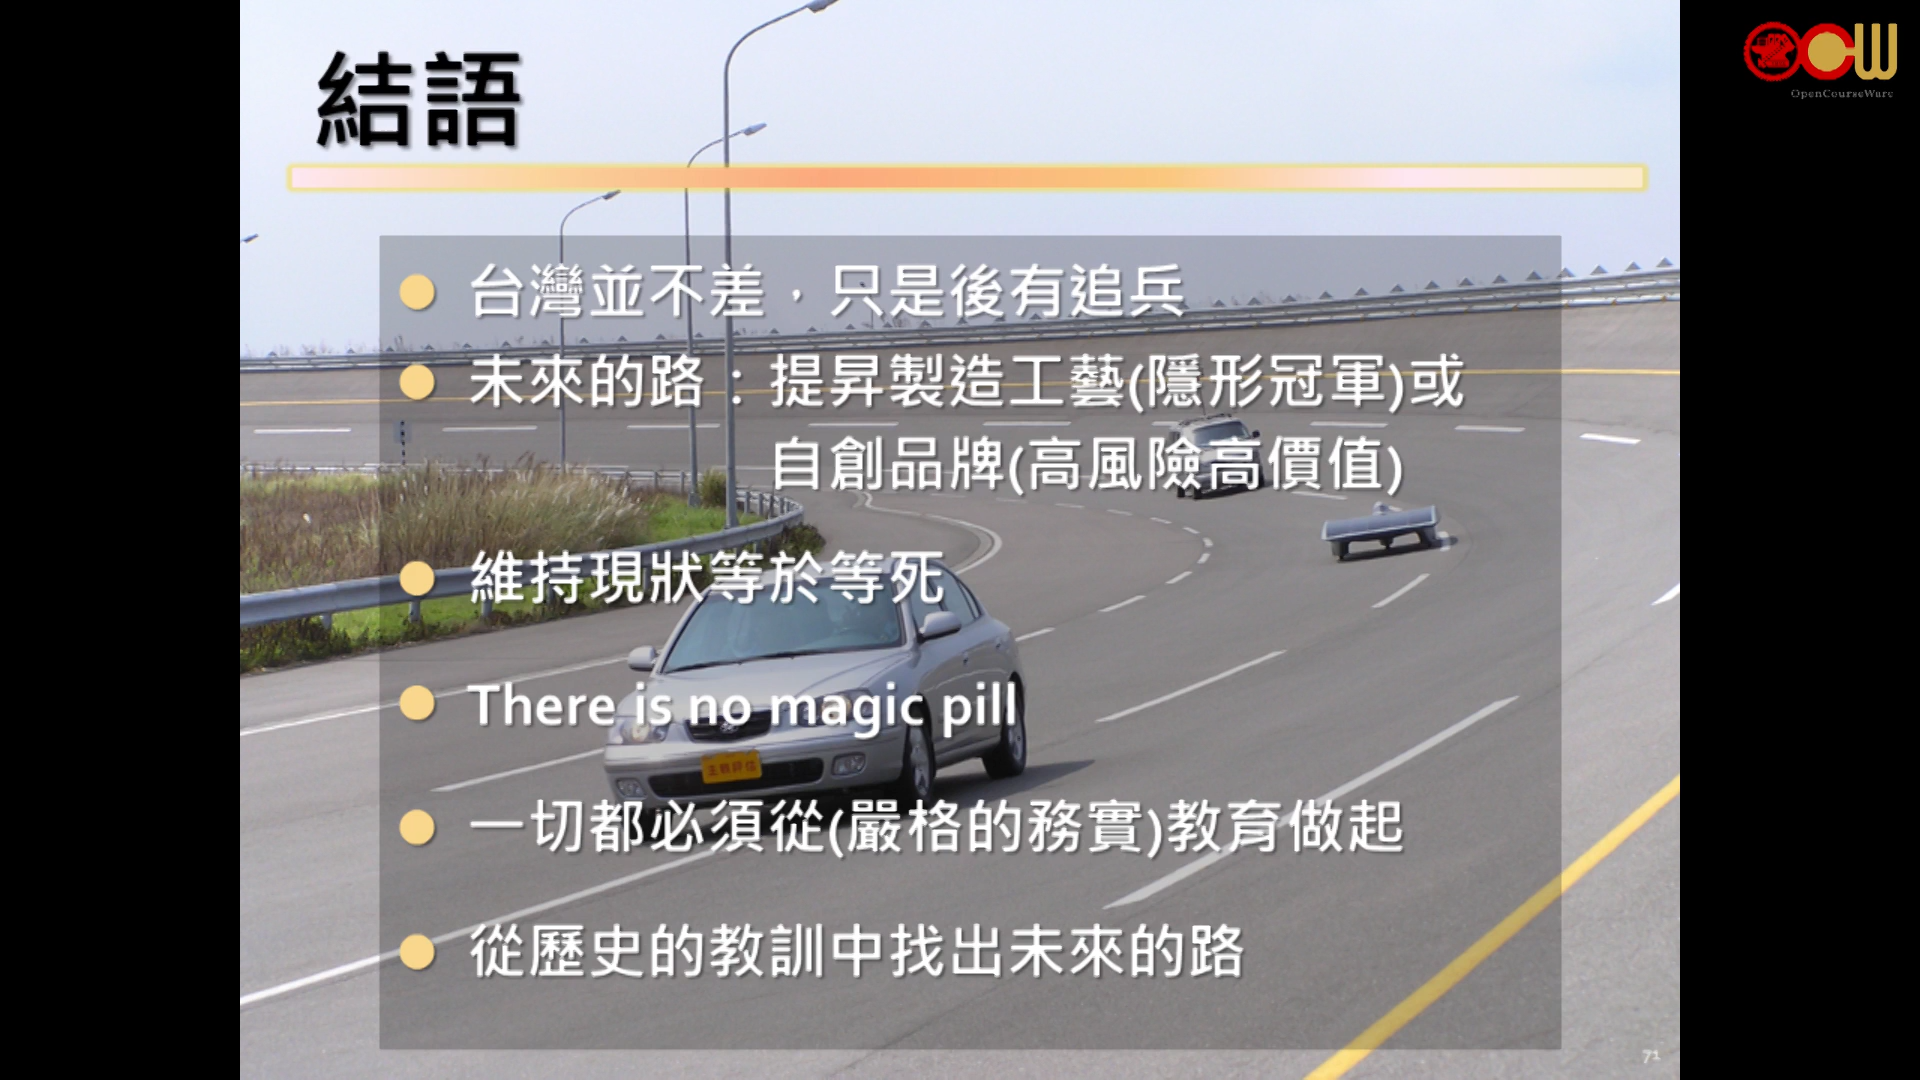 結語
OpenCourseWare
台灣並不差，只是後有追兵
未來的路：提昇製造工藝(隱形冠軍)或
自創品牌(高風險高價值)
維持現狀等於等死
There is no magic pill
一切都必須從(嚴格的務實)教育做起
從歷史的教訓中找出未來的路
71